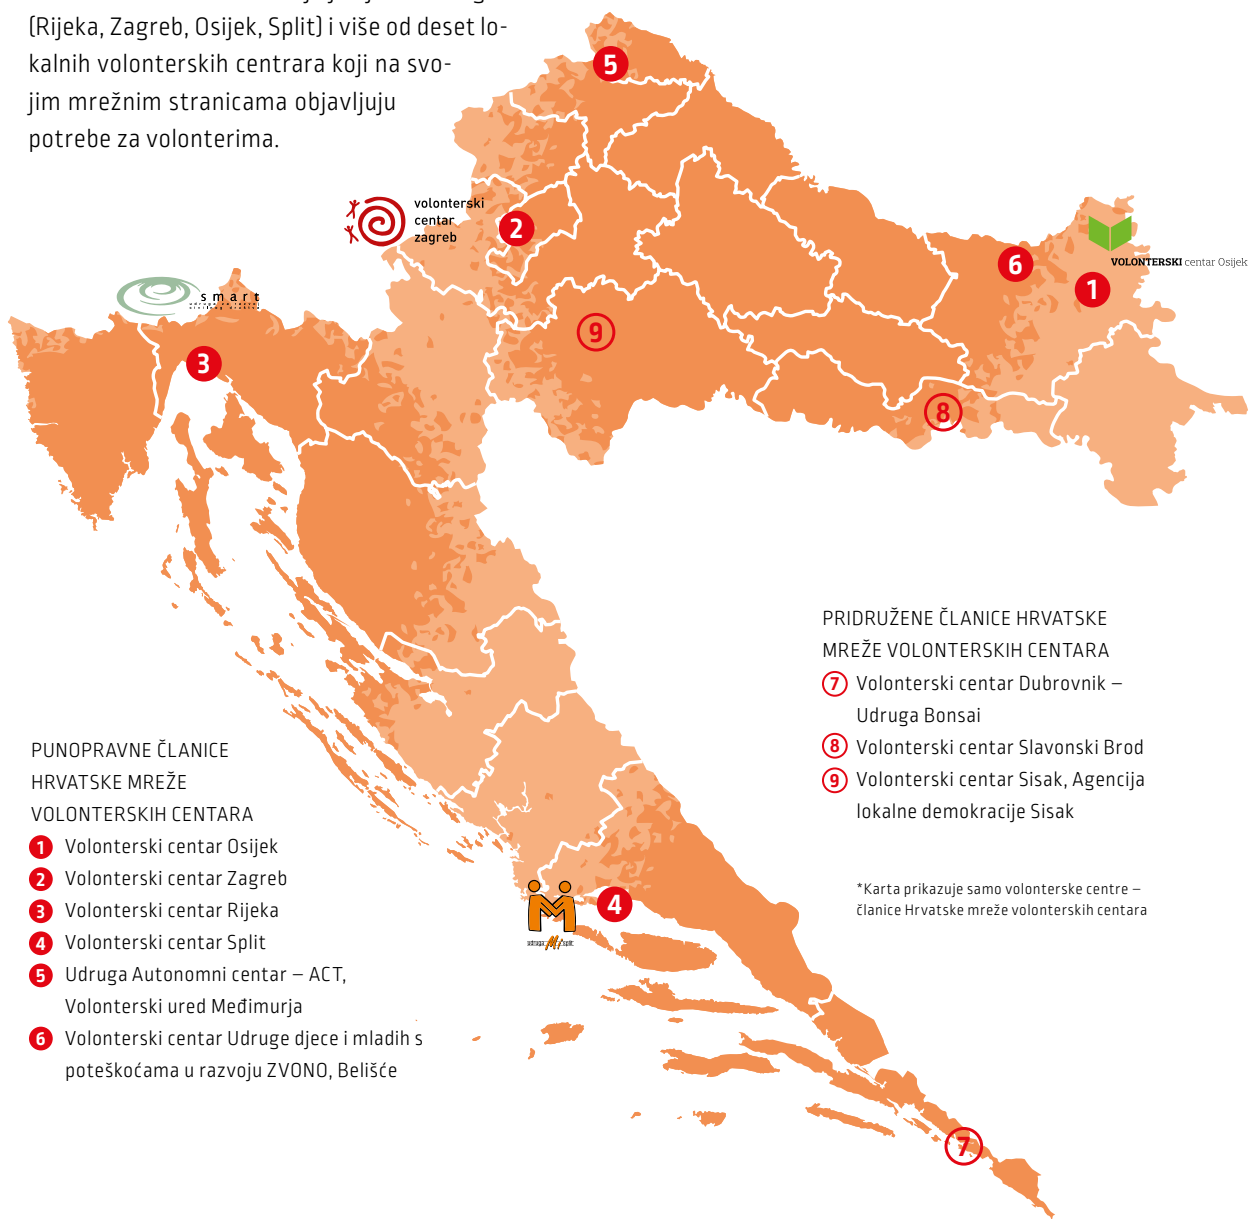 (Rijeka, Zagreb, Osijek, Split) i više od deset lo-
kalnih volonterskih centrara koji na svo-
jim mrežnim stranicama objavljuju
potrebe za volonterima.
5
volonterski
centar
zagreb
2
6
VOLONTERSKI centar Osijek
1
smart
9
3
8
PRIDRUŽENE ČLANICE HRVATSKE
MREŽE VOLONTERSKIH CENTARA
7 Volonterski centar Dubrovnik –
Udruga Bonsai
8 Volonterski centar Slavonski Brod
9 Volonterski centar Sisak, Agencija
lokalne demokracije Sisak
*Karta prikazuje samo volonterske centre –
članice Hrvatske mreže volonterskih centara
PUNOPRAVNE ČLANICE
HRVATSKE MREŽE
VOLONTERSKIH CENTARA
1 Volonterski centar Osijek
2 Volonterski centar Zagreb
3 Volonterski centar Rijeka
4 Volonterski centar Split
5 Udruga Autonomni centar – ACT,
Volonterski ured Međimurja
6 Volonterski centar Udruge djece i mladih s
poteškoćama u razvoju ZVONO, Belišće
4
udruga Mi split
7